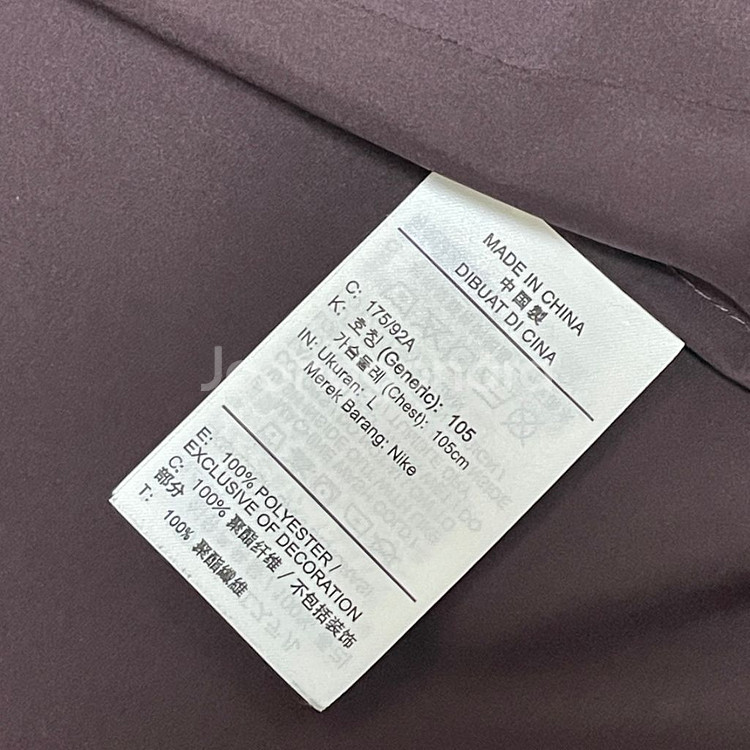 MADE IN CHINA
中国製
DIBUAT DI CINA
C: 175/92A
K: 호칭 (Generic): 105
가슴둘레 (Chest): 105cm
IN: Ukuran: L
Merek Barang: Nike
E: 100% POLYESTER /
EXCLUSIVE OF DECORATION
C: 100% 聚酯纤维 / 不包括装饰
部分
T: 100% 聚酯纖維